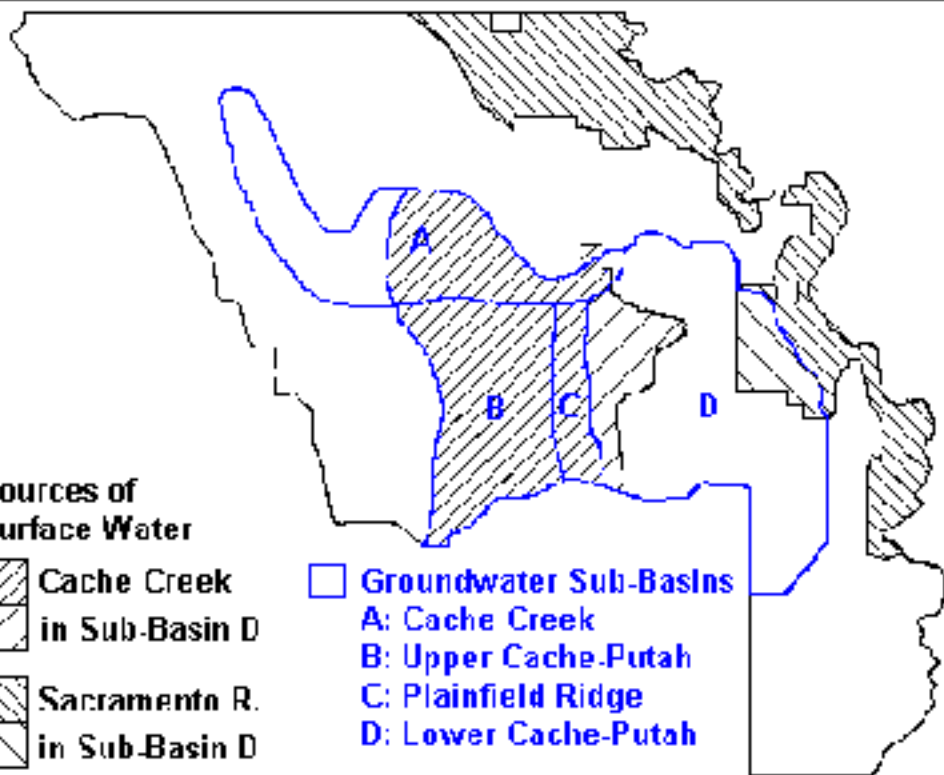 A
B
C
D
ources of
urface Water
Cache Creek
in Sub-Basin D
Sacramento R.
in Sub-Basin D
Groundwater Sub-Basins
A: Cache Creek
B: Upper Cache-Putah
C: Plainfield Ridge
D: Lower Cache-Putah